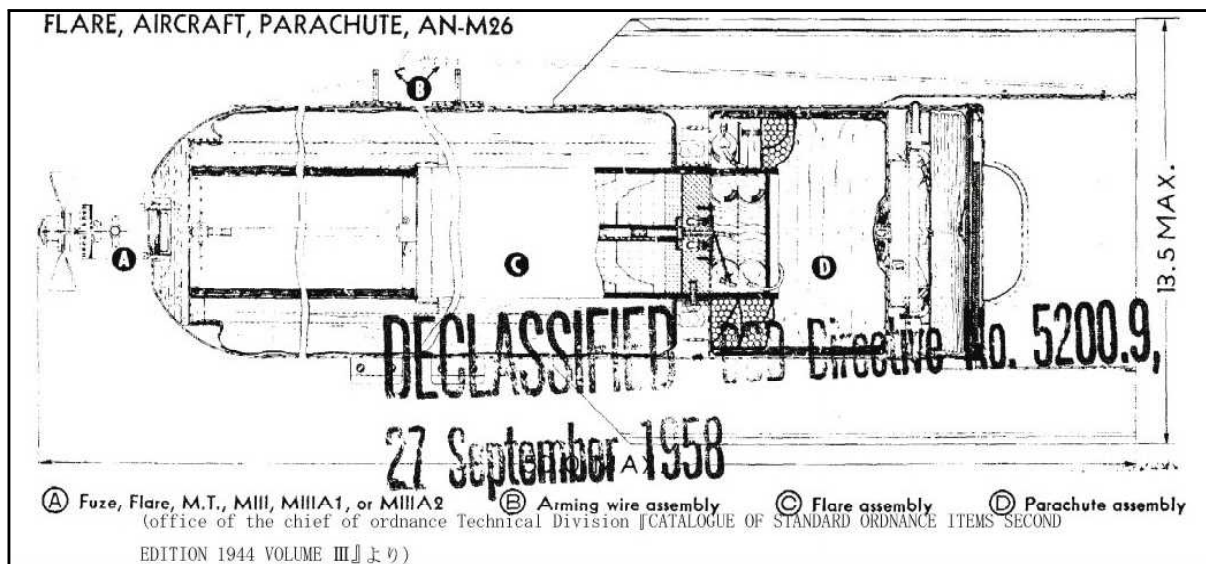 FLARE, AIRCRAFT, PARACHUTE, AN-M26
B
A
C
D
13.5 MAX.
DECLASSIFIED Directive No. 5200.9,
27 September 1958
Ⓐ Fuze, Flare, M.T., MIII, MIIIA1, or MIIIA2 Ⓑ Arming wire assembly Ⓒ Flare assembly Ⓓ Parachute assembly
(office of the chief of ordnance Technical Division『CATALOGUE OF STANDARD ORDNANCE ITEMS SECOND
EDITION 1944 VOLUME Ⅲ』より)